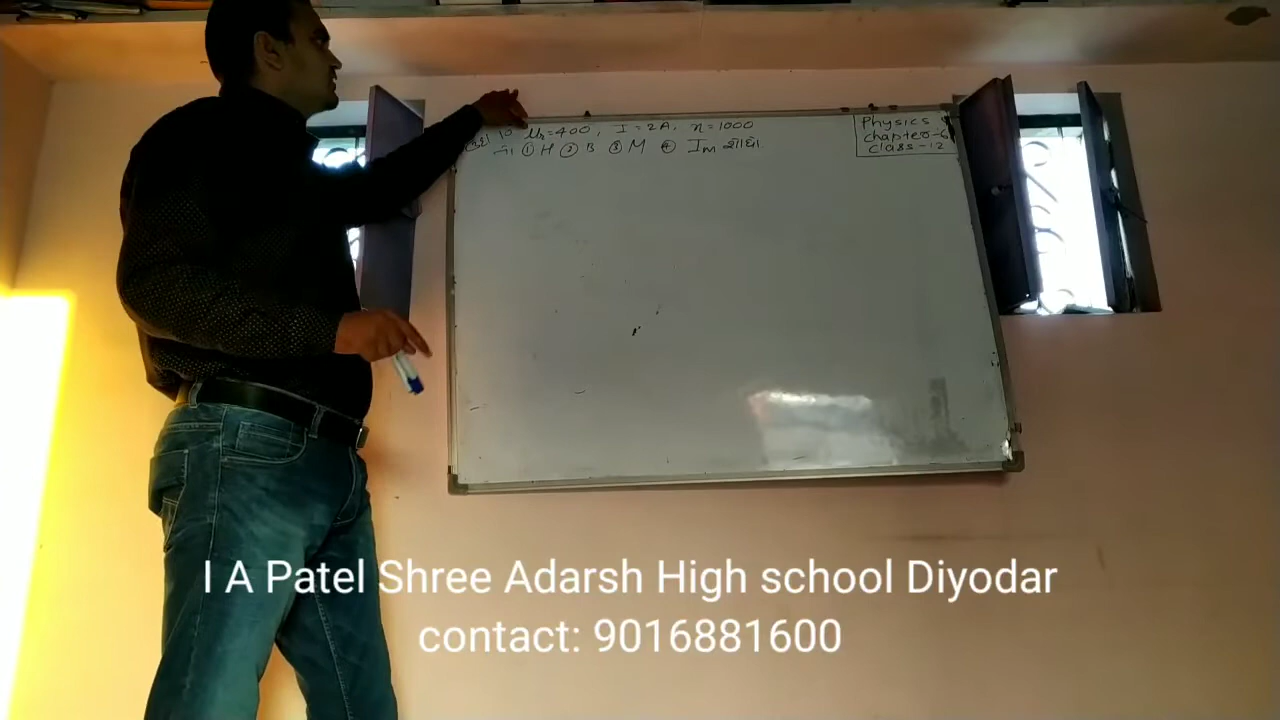 10 μr=400, I=2A, n=1000
① H ② B ③ M ④ Im શોધો
Physics
chapter-6
class-12
I A Patel Shree Adarsh High school Diyodar
contact: 9016881600